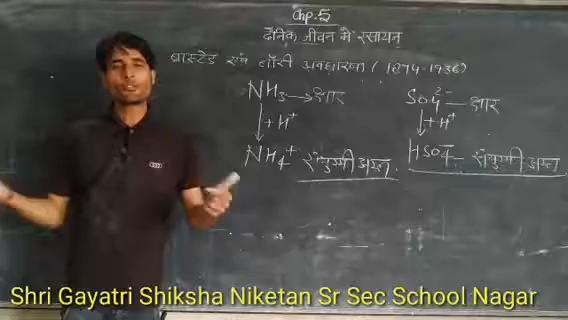 Chp-5
दैनिक जीवन में रसायन
ब्रास्टेड एवं लॉरी अवधारणा (1874-1936)
NH₃ → क्षार SO₄²⁻ — क्षार
↓+H⁺ ↓+H⁺
NH₄⁺ संयुग्मी अम्ल. HSO₄⁻ संयुग्मी अम्ल
Shri Gayatri Shiksha Niketan Sr Sec School Nagar